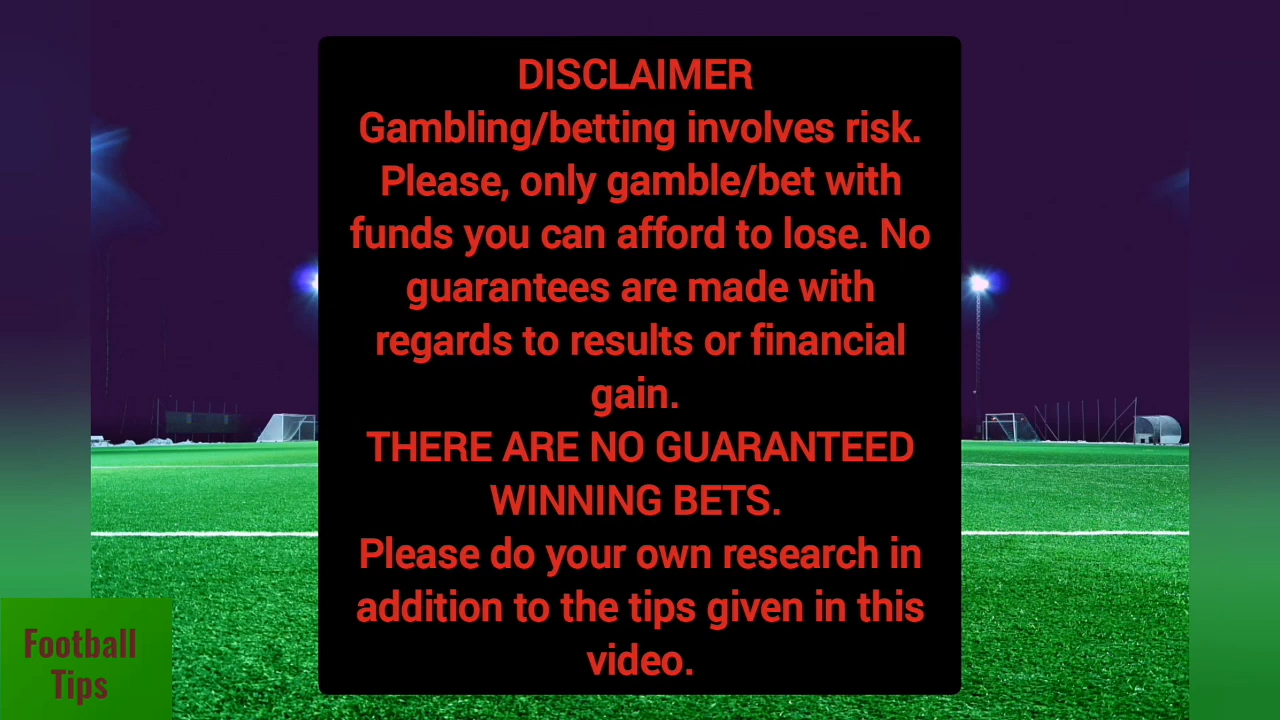 DISCLAIMER
Gambling/betting involves risk.
Please, only gamble/bet with
funds you can afford to lose. No
guarantees are made with
regards to results or financial
gain.
THERE ARE NO GUARANTEED
WINNING BETS.
Please do your own research in
addition to the tips given in this
video.
Football
Tips